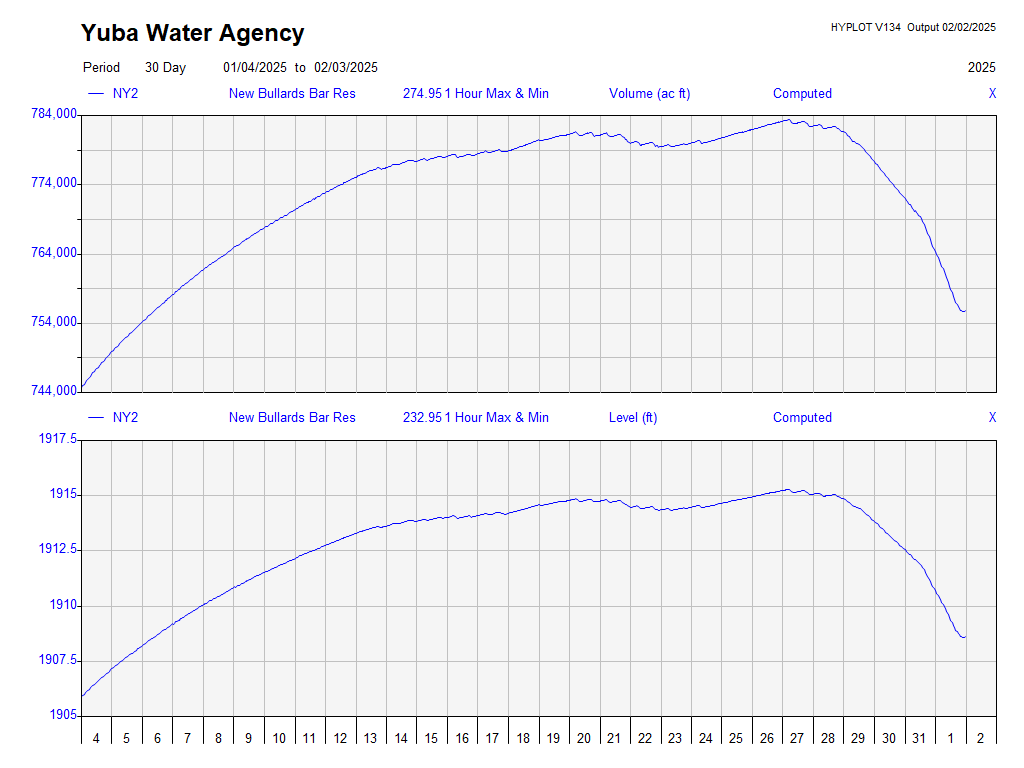 Yuba Water Agency
HYPLOT V134 Output 02/02/2025
Period 30 Day 01/04/2025 to 02/03/2025 2025
NY2 New Bullards Bar Res 274.95 1 Hour Max & Min Volume (ac ft) Computed X
784,000
774,000
764,000
754,000
744,000
NY2 New Bullards Bar Res 232.95 1 Hour Max & Min Level (ft) Computed X
1917.5
1915
1912.5
1910
1907.5
1905
4 5 6 7 8 9 10 11 12 13 14 15 16 17 18 19 20 21 22 23 24 25 26 27 28 29 30 31 1 2